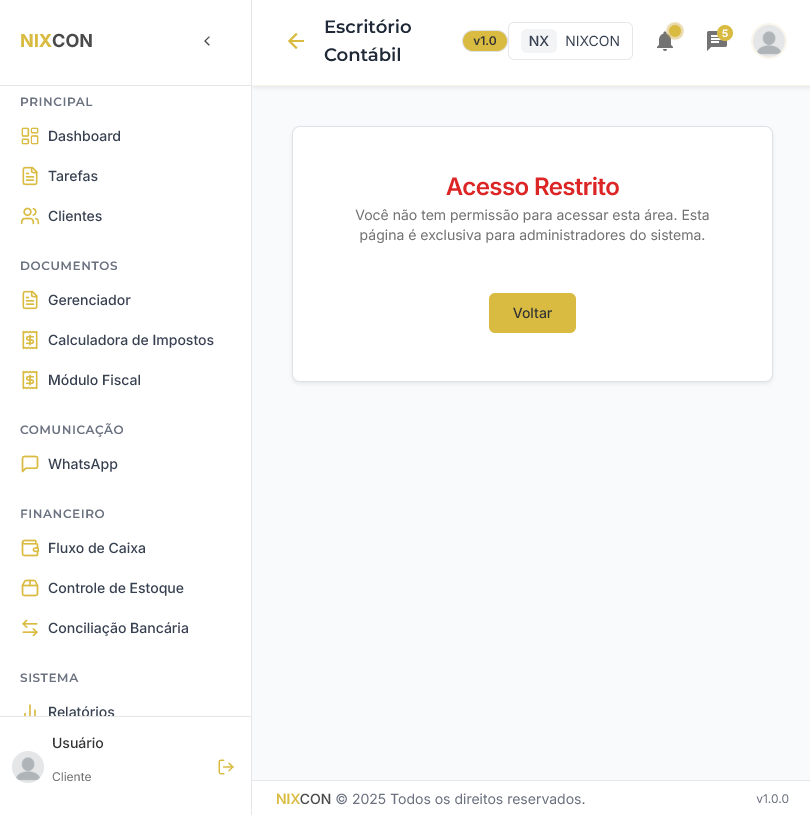 NIXCON
PRINCIPAL
Dashboard
Tarefas
Clientes
DOCUMENTOS
Gerenciador
Calculadora de Impostos
Módulo Fiscal
COMUNICAÇÃO
WhatsApp
FINANCEIRO
Fluxo de Caixa
Controle de Estoque
Conciliação Bancária
SISTEMA
Relatórios
Usuário
Cliente
Escritório
Contábil
v1.0
NX NIXCON
5
Acesso Restrito
Você não tem permissão para acessar esta área. Esta
página é exclusiva para administradores do sistema.
Voltar
NIXCON © 2025 Todos os direitos reservados.
v1.0.0